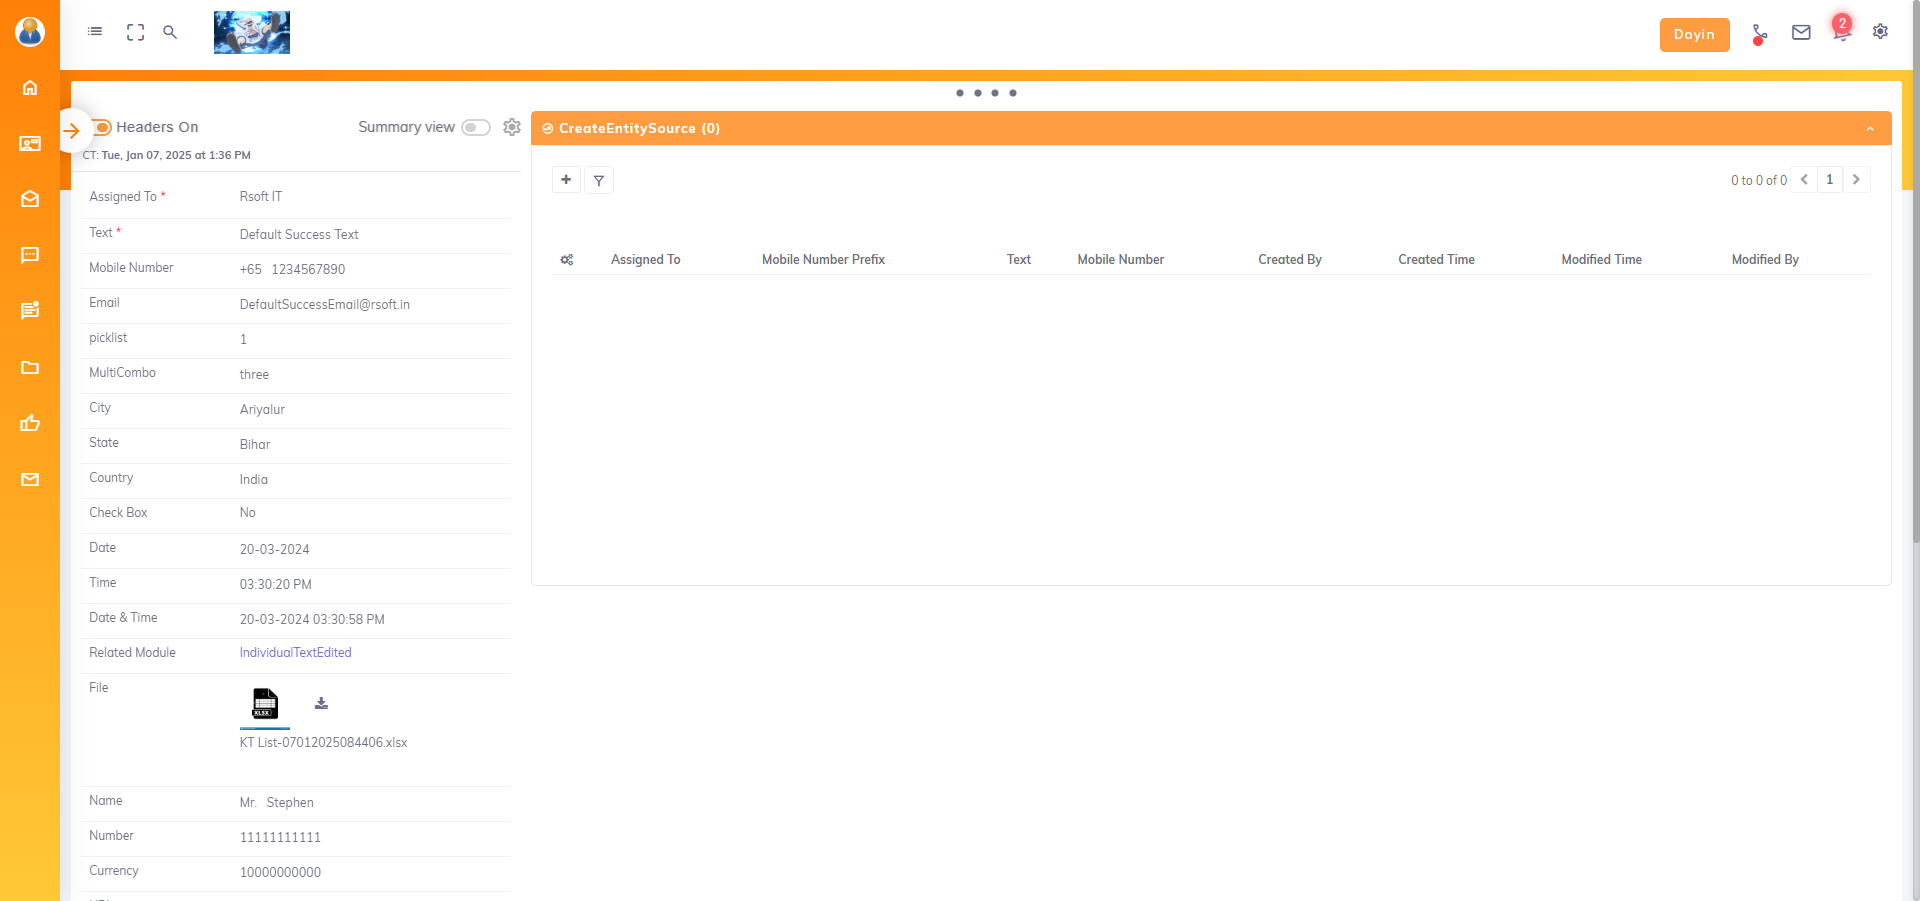 Dayin
2
Headers On
Summary view
CT: Tue, Jan 07, 2025 at 1:36 PM
Assigned To * Rsoft IT
Text * Default Success Text
Mobile Number +65 1234567890
Email DefaultSuccessEmail@rsoft.in
picklist 1
MultiCombo three
City Ariyalur
State Bihar
Country India
Check Box No
Date 20-03-2024
Time 03:30:20 PM
Date & Time 20-03-2024 03:30:58 PM
Related Module IndividualTextEdited
File
XLSX
KT List-07012025084406.xlsx
Name Mr. Stephen
Number 11111111111
Currency 10000000000
CreateEntitySource (0)
0 to 0 of 0 1
Assigned To Mobile Number Prefix Text Mobile Number Created By Created Time Modified Time Modified By